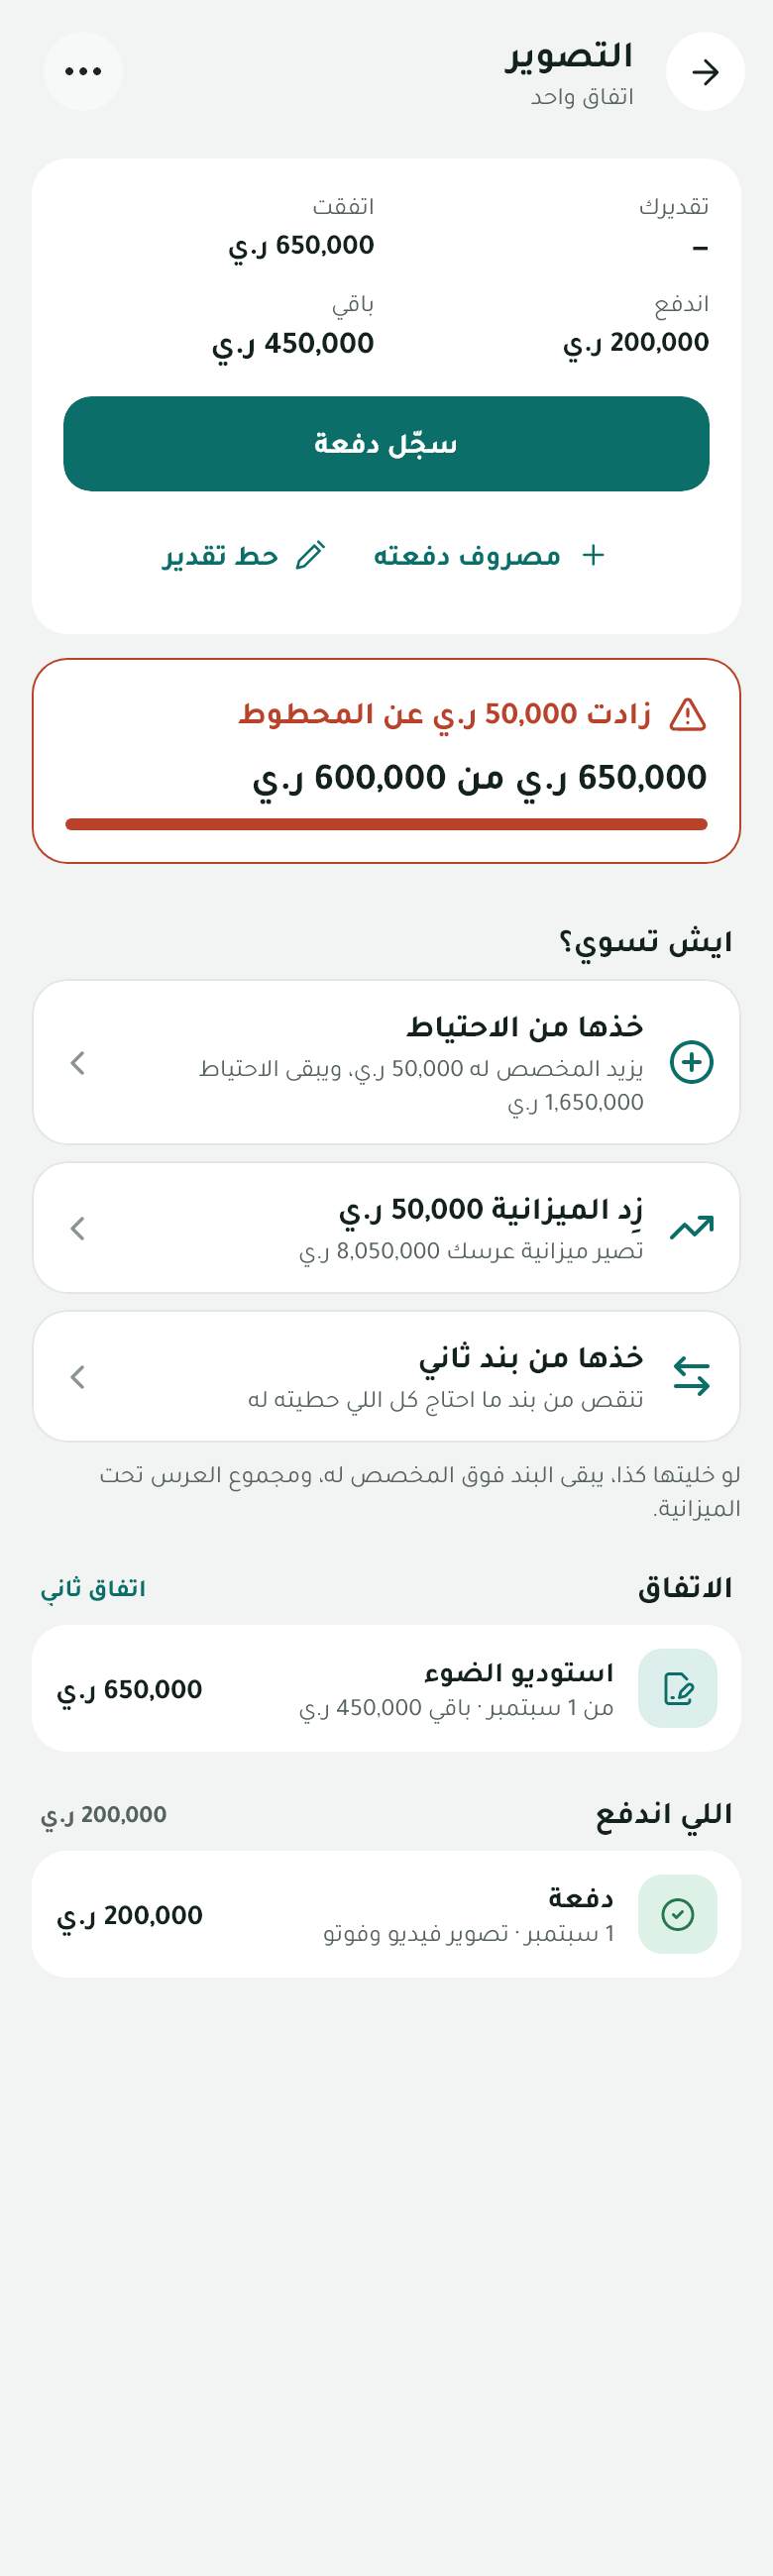 التصوير
اتفاق واحد
تقديرك
–
اتفقت
650,000 ر.ي
اندفع
200,000 ر.ي
باقي
450,000 ر.ي
سجّل دفعة
مصروف دفعته
حط تقدير
زادت 50,000 ر.ي عن المحطوط
650,000 ر.ي من 600,000 ر.ي
ايش تسوي؟
خذها من الاحتياط
يزيد المخصص له 50,000 ر.ي، ويبقى الاحتياط
1,650,000 ر.ي
زِد الميزانية 50,000 ر.ي
تصير ميزانية عرسك 8,050,000 ر.ي
خذها من بند ثاني
تنقص من بند ما احتاج كل اللي حطيته له
لو خليتها كذا، يبقى البند فوق المخصص له، ومجموع العرس تحت
الميزانية.
الاتفاق
اتفاق ثاني
استوديو الضوء
من 1 سبتمبر · باقي 450,000 ر.ي
650,000 ر.ي
اللي اندفع
200,000 ر.ي
دفعة
1 سبتمبر · تصوير فيديو وفوتو
200,000 ر.ي